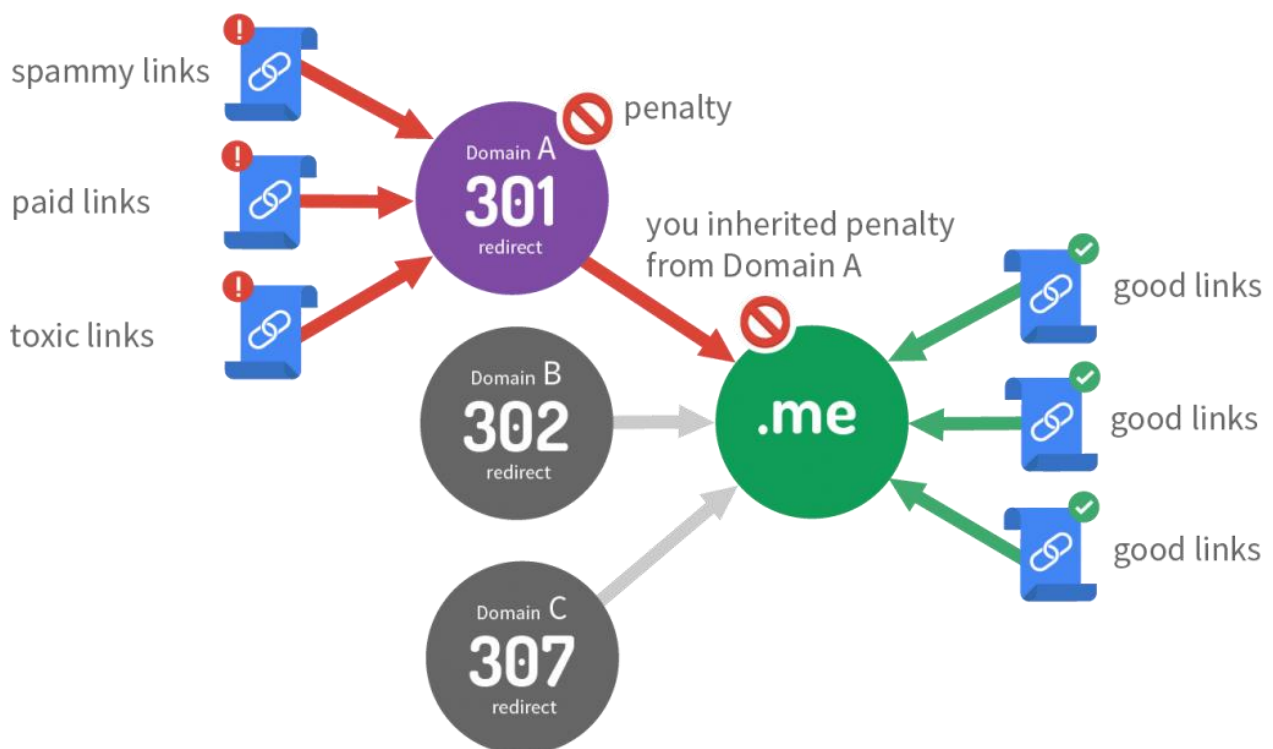 spammy links
paid links
toxic links
Domain A
301
redirect
penalty
you inherited penalty
from Domain A
Domain B
302
redirect
.me
Domain C
307
redirect
good links
good links
good links